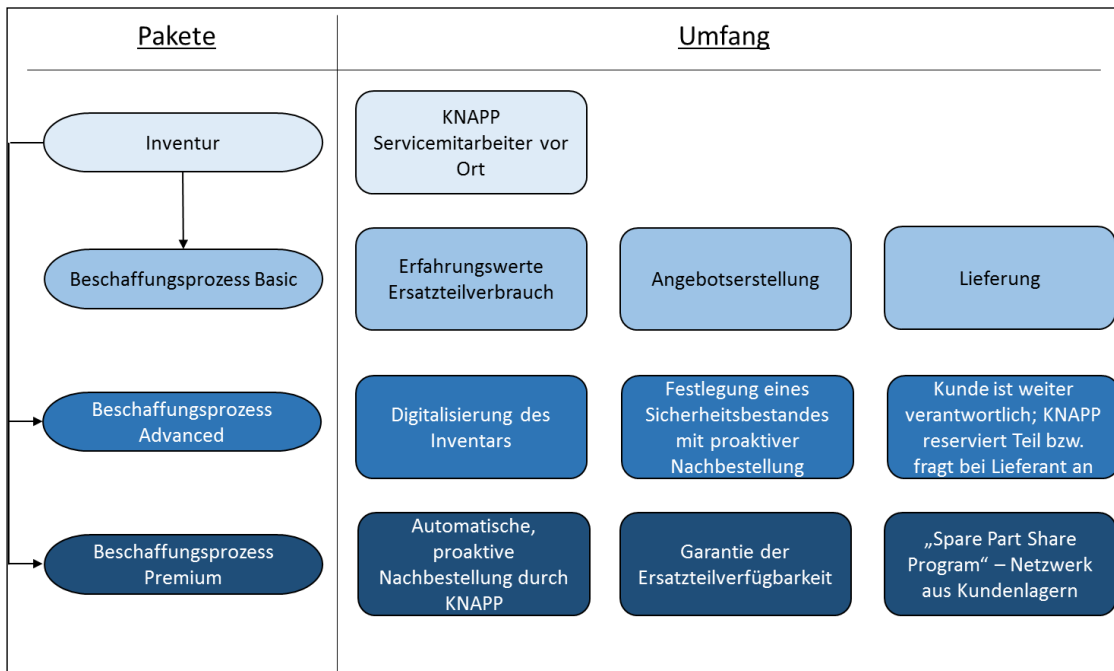 Pakete
Umfang
Inventur
KNAPP
Servicemitarbeiter vor
Ort
Beschaffungsprozess Basic
Erfahrungswerte
Ersatzteilverbrauch
Angebotserstellung
Lieferung
Beschaffungsprozess
Advanced
Digitalisierung des
Inventars
Festlegung eines
Sicherheitsbestandes
mit proaktiver
Nachbestellung
Kunde ist weiter
verantwortlich; KNAPP
reserviert Teil bzw.
fragt bei Lieferant an
Beschaffungsprozess
Premium
Automatische,
proaktive
Nachbestellung durch
KNAPP
Garantie der
Ersatzteilverfügbarkeit
„Spare Part Share
Program“ – Netzwerk
aus Kundenlagern